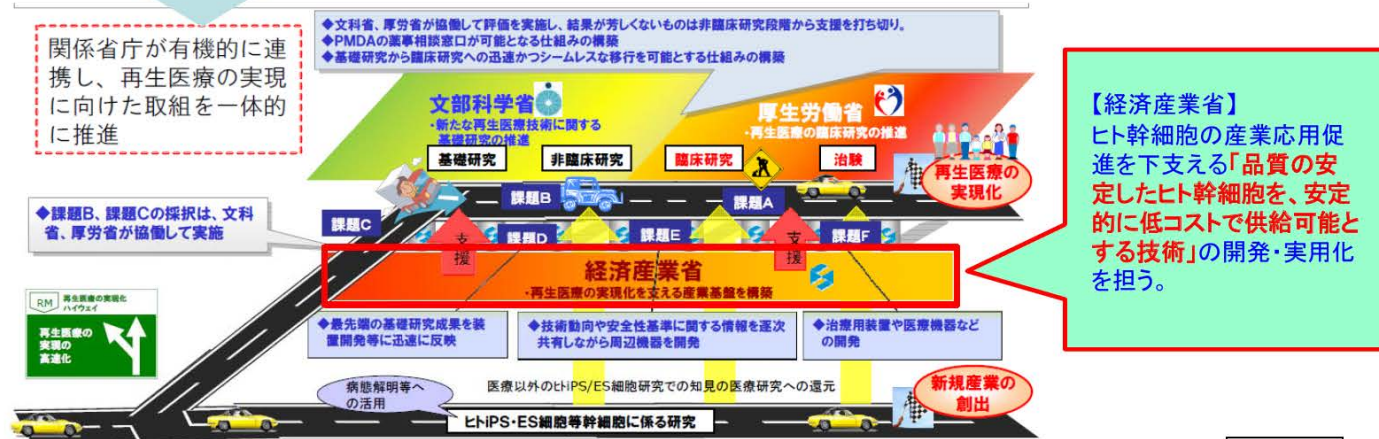 ◆文科省、厚労省が協働して評価を実施し、結果が芳しくないものは非臨床研究段階から支援を打ち切り。
◆PMDAの薬事相談窓口が可能となる仕組みの構築
◆基礎研究から臨床研究への迅速かつシームレスな移行を可能とする仕組みの構築
関係省庁が有機的に連
携し、再生医療の実現
に向けた取組を一体的
に推進
文部科学省
・新たな再生医療技術に関する
基礎研究の推進
厚生労働省
・再生医療の臨床研究の推進
基礎研究
非臨床研究
臨床研究
治験
再生医療の
実現化
課題B
課題A
◆課題B、課題Cの採択は、文科
省、厚労省が協働して実施
課題C
課題D
課題E
課題F
支援
支援
経済産業省
・再生医療の実現化を支える産業基盤を構築
【経済産業省】
ヒト幹細胞の産業応用促
進を下支える「品質の安
定したヒト幹細胞を、安定
的に低コストで供給可能と
する技術」の開発・実用化
を担う。
RM 再生医療の実現化
ハイウェイ
再生医療の
実現の
高速化
◆最先端の基礎研究成果を装
置開発等に迅速に反映
◆技術動向や安全性基準に関する情報を逐次
共有しながら周辺機器を開発
◆治療用装置や医療機器など
の開発
病態解明等へ
の活用
医療以外のヒトiPS/ES細胞研究での知見の医療研究への還元
ヒトiPS・ES細胞等幹細胞に係る研究
新規産業の
創出